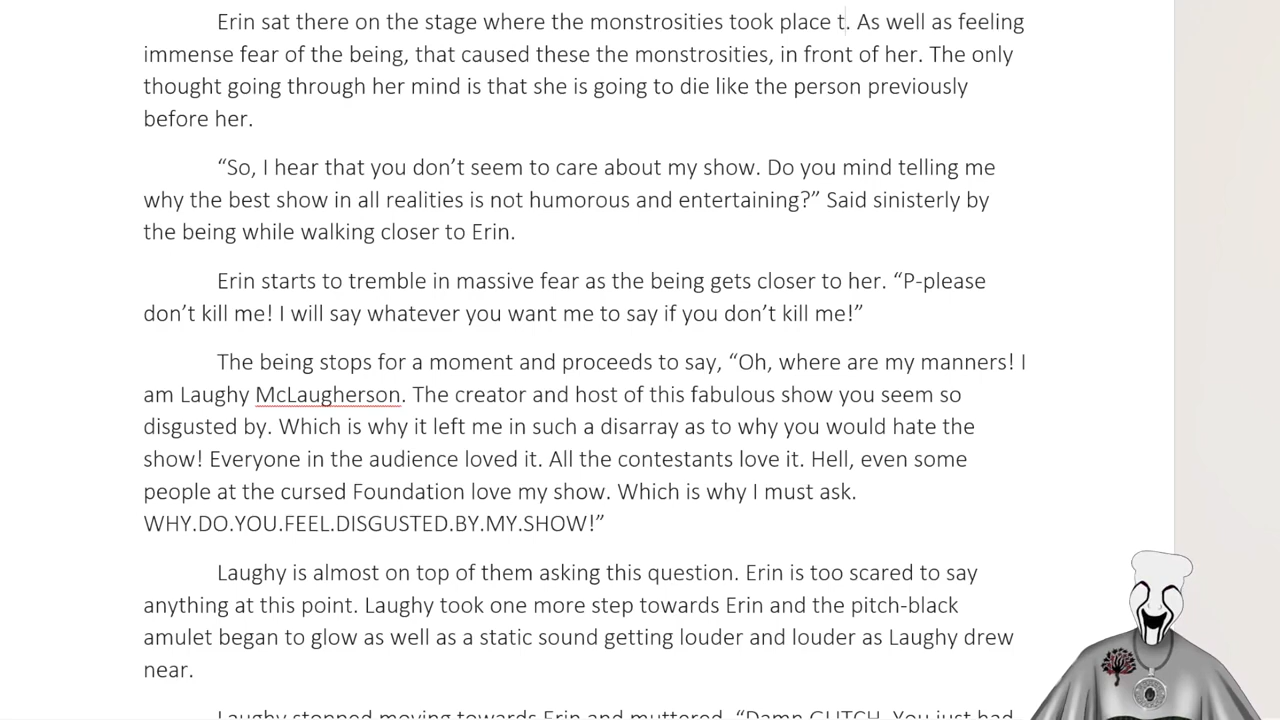 Erin sat there on the stage where the monstrosities took place t. As well as feeling
immense fear of the being, that caused these the monstrosities, in front of her. The only
thought going through her mind is that she is going to die like the person previously
before her.
“So, I hear that you don’t seem to care about my show. Do you mind telling me
why the best show in all realities is not humorous and entertaining?” Said sinisterly by
the being while walking closer to Erin.
Erin starts to tremble in massive fear as the being gets closer to her. “P-please
don’t kill me! I will say whatever you want me to say if you don’t kill me!”
The being stops for a moment and proceeds to say, “Oh, where are my manners! I
am Laughy McLaugherson. The creator and host of this fabulous show you seem so
disgusted by. Which is why it left me in such a disarray as to why you would hate the
show! Everyone in the audience loved it. All the contestants love it. Hell, even some
people at the cursed Foundation love my show. Which is why I must ask.
WHY.DO.YOU.FEEL.DISGUSTED.BY.MY.SHOW!”
Laughy is almost on top of them asking this question. Erin is too scared to say
anything at this point. Laughy took one more step towards Erin and the pitch-black
amulet began to glow as well as a static sound getting louder and louder as Laughy drew
near.
Laughy stopped moving towards Erin and muttered, “Damn GLITCH. You just had